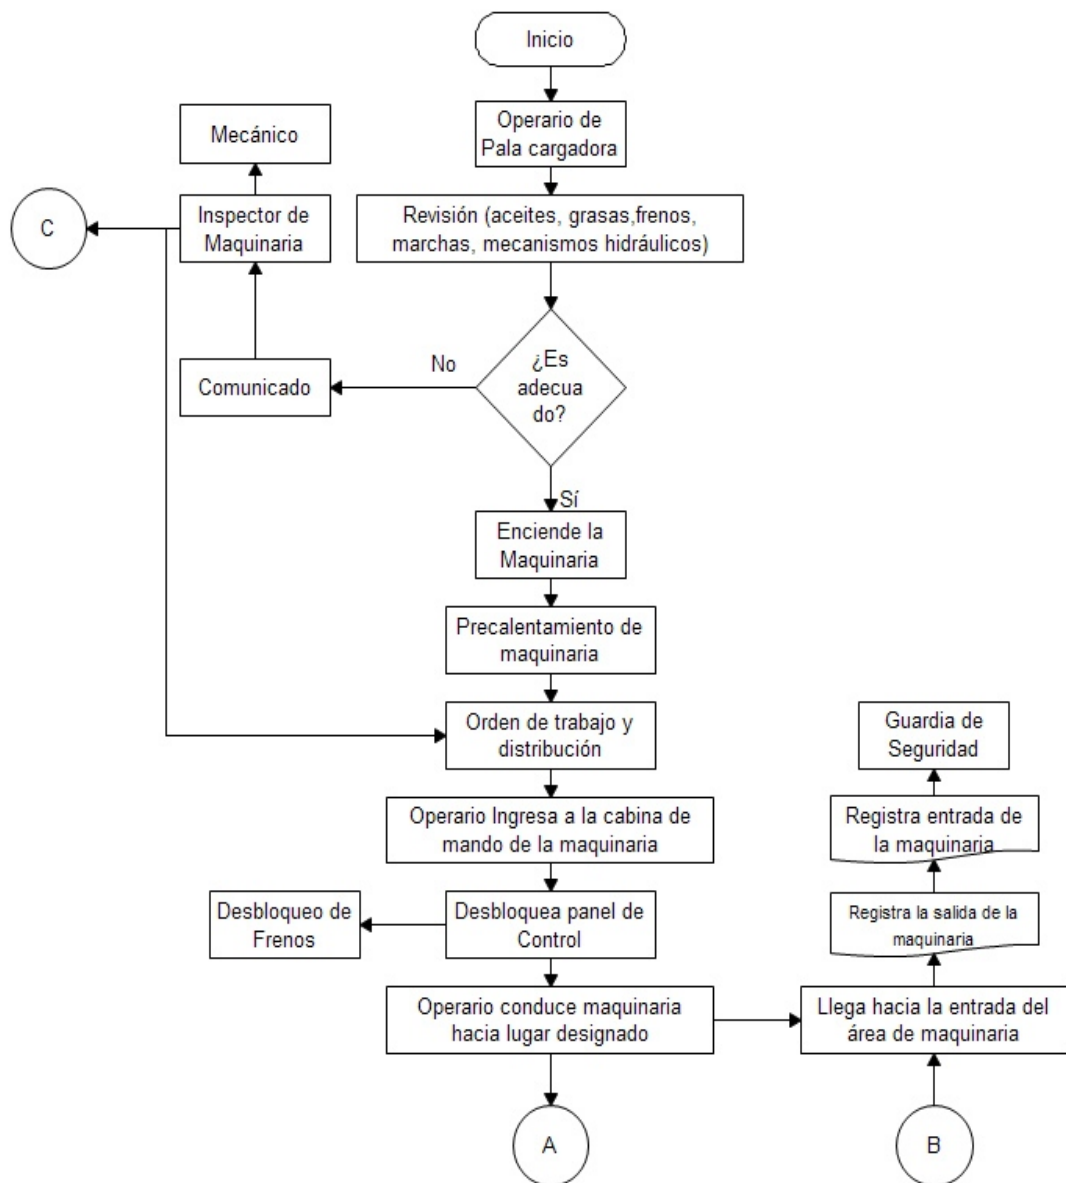 Inicio
Operario de
Pala cargadora
Mecánico
C
Inspector de
Maquinaria
Revisión (aceites, grasas,frenos,
marchas, mecanismos hidráulicos)
Comunicado
No
¿Es
adecua
do?
Sí
Enciende la
Maquinaria
Precalentamiento de
maquinaria
Orden de trabajo y
distribución
Guardia de
Seguridad
Operario Ingresa a la cabina de
mando de la maquinaria
Registra entrada de
la maquinaria
Desbloqueo de
Frenos
Desbloquea panel de
Control
Registra la salida de la
maquinaria
Operario conduce maquinaria
hacia lugar designado
Llega hacia la entrada del
área de maquinaria
A
B